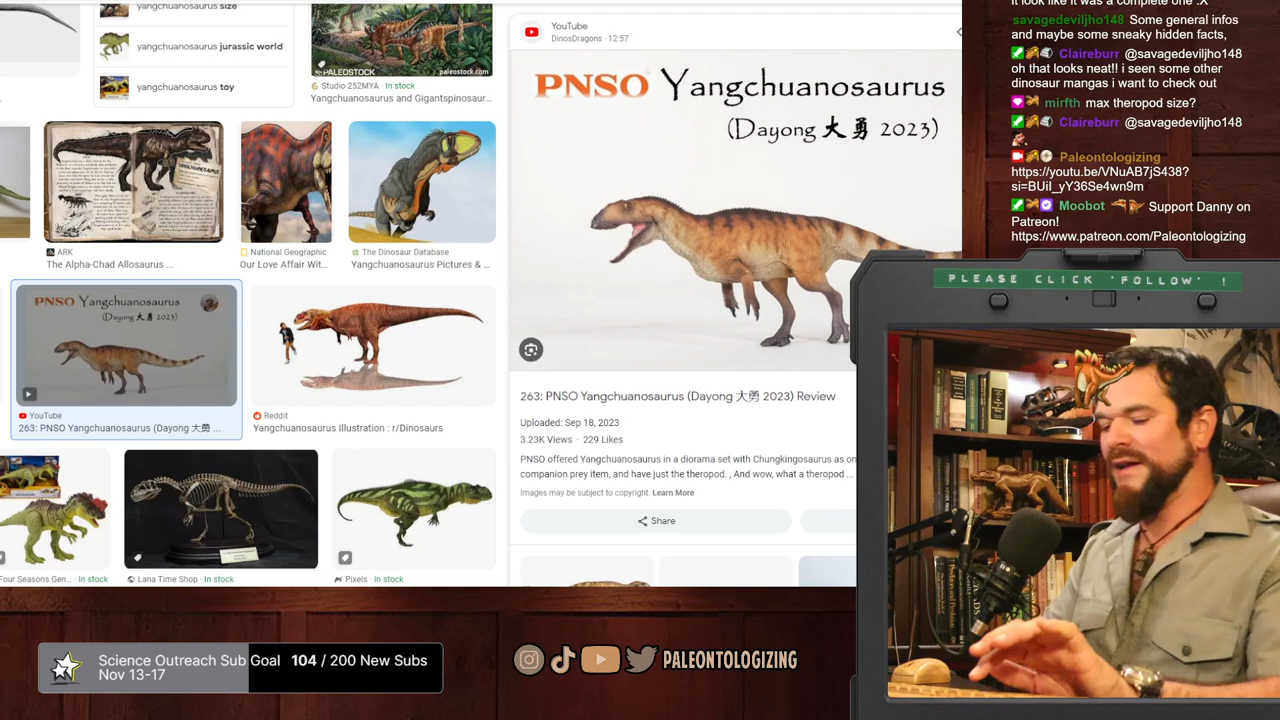 yangchuanosaurus size
yangchuanosaurus jurassic world
yangchuanosaurus toy
PALEOSTOCK
paleostock.com
Studio 252MYA · In stock
Yangchuanosaurus and Gigantspinosaur...
ARK
The Alpha-Chad Allosaurus ...
National Geographic
Our Love Affair Wit...
The Dinosaur Database
Yangchuanosaurus Pictures & ...
PNSO Yangchuanosaurus
(Dayong 大勇 2023)
YouTube
263: PNSO Yangchuanosaurus (Dayong 大勇 ...
Reddit
Yangchuanosaurus Illustration : r/Dinosaurs
Four Seasons Gen... · In stock
Lana Time Shop · In stock
Pixels · In stock
YouTube
DinosDragons · 12:57
PNSO Yangchuanosaurus
(Dayong 大勇 2023)
263: PNSO Yangchuanosaurus (Dayong 大勇 2023) Review
Uploaded: Sep 18, 2023
3.23K Views · 229 Likes
PNSO offered Yangchuanosaurus in a diorama set with Chungkingosaurus as
companion prey item, and have just the theropod. , And wow, what a theropod ...
Images may be subject to copyright. Learn More
Share
it look like it was a complete one :X
savagedeviljho148 Some general infos
and maybe some sneaky hidden facts,
Claireburr @savagedeviljho148
oh that looks neat!! i seen some other
dinosaur mangas i want to check out
mirfth max theropod size?
Claireburr @savagedeviljho148
Paleontologizing
https://youtu.be/VNuAB7jS438?
si=BUil_yY36Se4wn9m
Moobot Support Danny on
Patreon!
https://www.patreon.com/Paleontologizing
PLEASE CLICK 'FOLLOW' !
Science Outreach Sub Goal 104 / 200 New Subs
Nov 13-17
PALEONTOLOGIZING